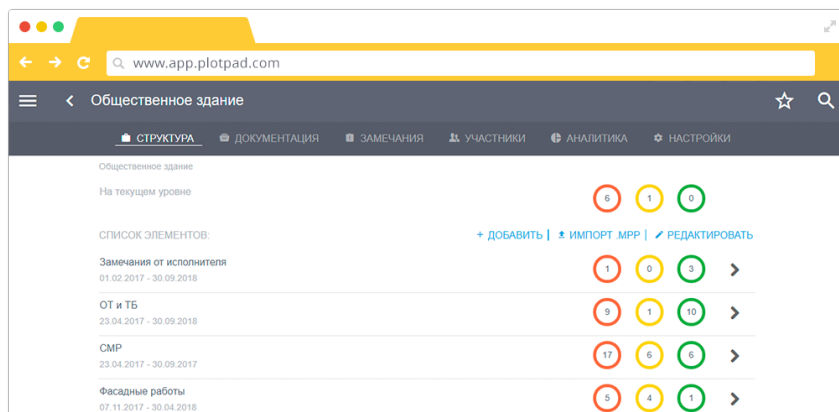 www.app.plotpad.com
Общественное здание
СТРУКТУРА ДОКУМЕНТАЦИЯ ЗАМЕЧАНИЯ УЧАСТНИКИ АНАЛИТИКА НАСТРОЙКИ
Общественное здание
На текущем уровне 6 1 0
СПИСОК ЭЛЕМЕНТОВ: + ДОБАВИТЬ | ИМПОРТ .MPP | РЕДАКТИРОВАТЬ
Замечания от исполнителя 1 0 3
01.02.2017 - 30.09.2018
ОТ и ТБ 9 1 10
23.04.2017 - 30.09.2018
СМР 17 6 6
23.04.2017 - 30.09.2017
Фасадные работы 5 4 1
07.11.2017 - 30.04.2018